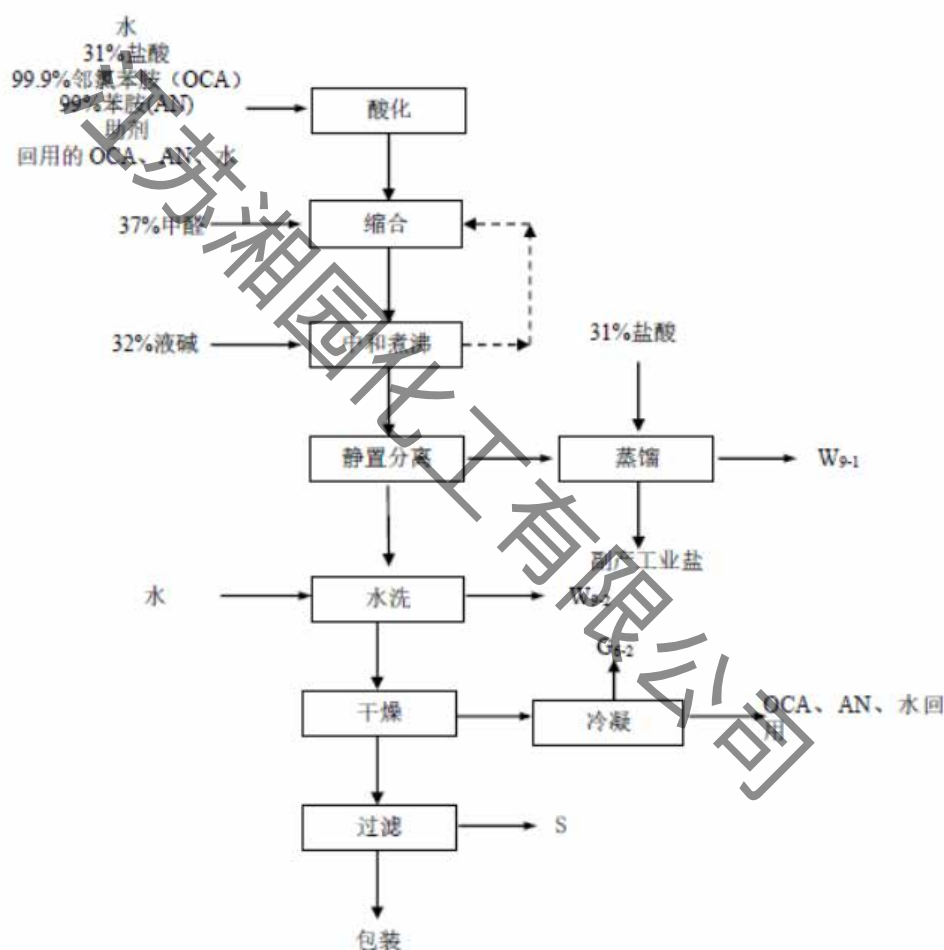 水
31%盐酸
99.9%邻氯苯胺（OCA）
99%苯胺(AN)
助剂
回用的 OCA、AN、水
酸化
37%甲醛
缩合
32%液碱
中和煮沸
31%盐酸
静置分离
蒸馏
W9-1
副产工业盐
水
水洗
W9-2
G6-2
干燥
冷凝
OCA、AN、水回
用
过滤
S
包装
江苏湘园化工有限公司